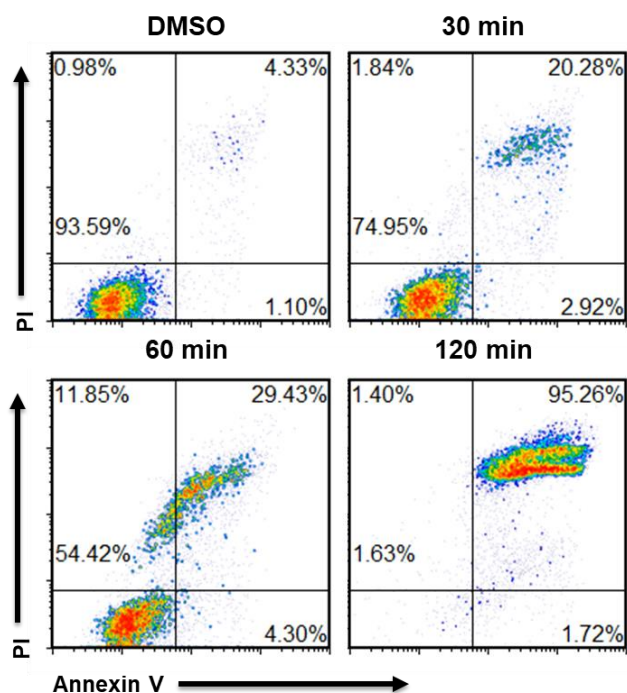 DMSO 30 min
0.98% 4.33% 1.84% 20.28%
93.59% 74.95%
1.10% 2.92%
PI
60 min 120 min
11.85% 29.43% 1.40% 95.26%
54.42% 1.63%
4.30% 1.72%
PI
Annexin V